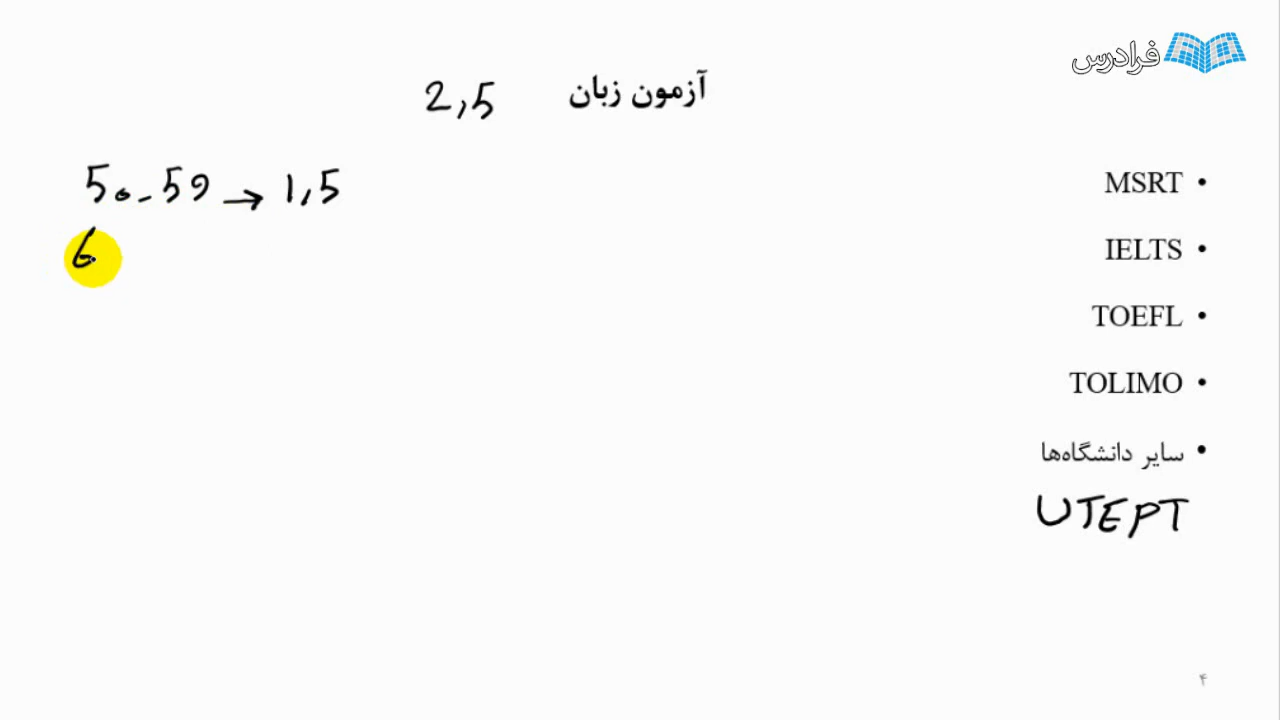 فرادرس
آزمون زبان 2,5
50-59 → 1,5
6
• MSRT
• IELTS
• TOEFL
• TOLIMO
• سایر دانشگاه‌ها
UTEPT
۴